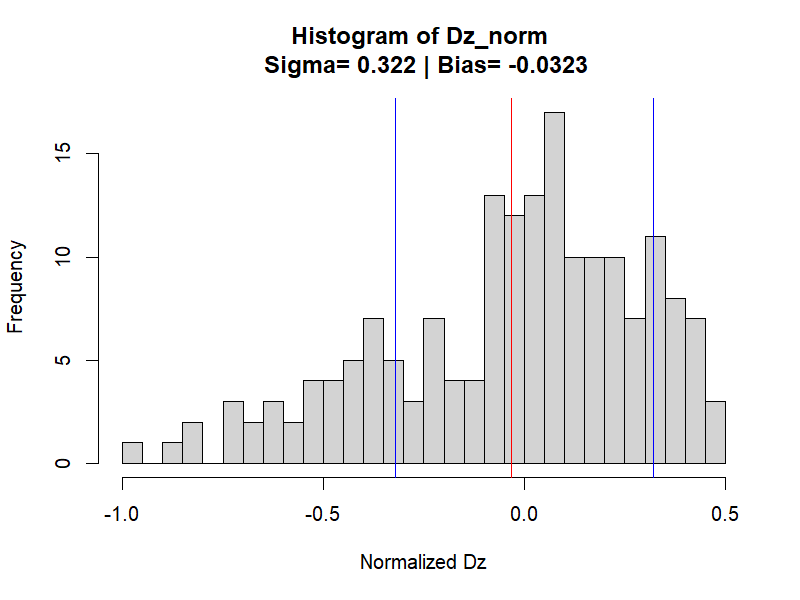 Histogram of Dz_norm
Sigma= 0.322 | Bias= -0.0323
Frequency
15
10
5
0
-1.0 -0.5 0.0 0.5
Normalized Dz